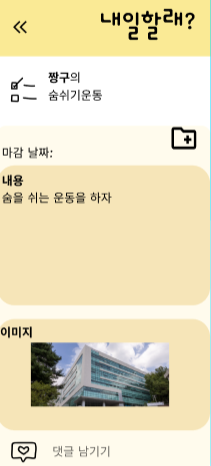 내일할래?
짱구의
숨쉬기운동
마감 날짜:
내용
숨을 쉬는 운동을 하자
이미지
댓글 남기기